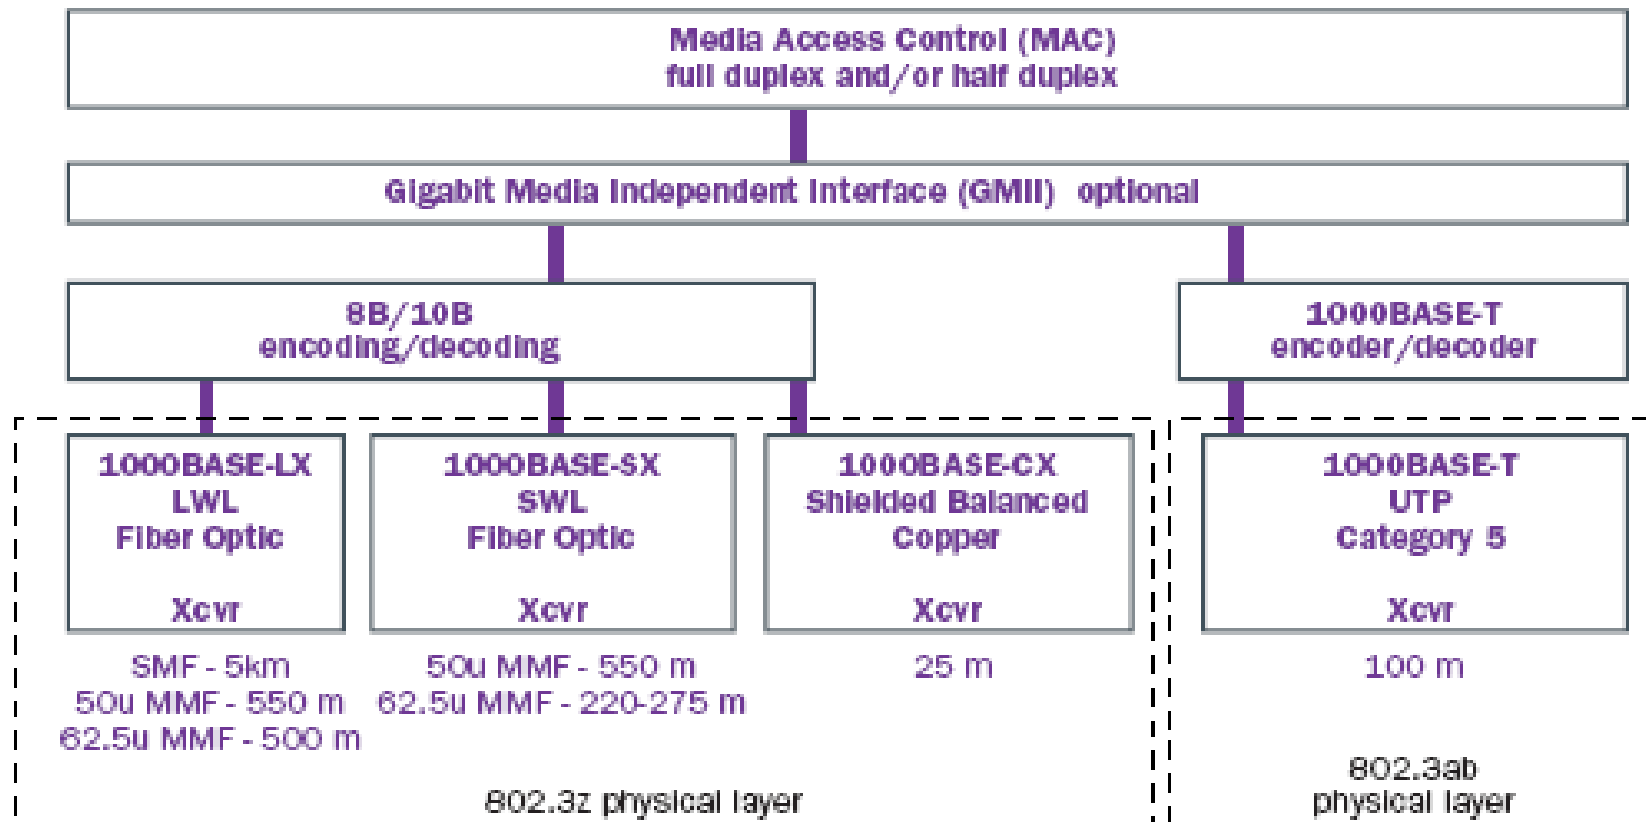 Media Access Control (MAC)
full duplex and/or half duplex
Gigabit Media Independent Interface (GMII) optional
8B/10B
encoding/decoding
1000BASE-T
encoder/decoder
1000BASE-LX
LWL
Fiber Optic
Xcvr
1000BASE-SX
SWL
Fiber Optic
Xcvr
1000BASE-CX
Shielded Balanced
Copper
Xcvr
1000BASE-T
UTP
Category 5
Xcvr
SMF - 5km
50u MMF - 550 m
62.5u MMF - 500 m
50u MMF - 550 m
62.5u MMF - 220-275 m
25 m
100 m
802.3z physical layer
802.3ab
physical layer